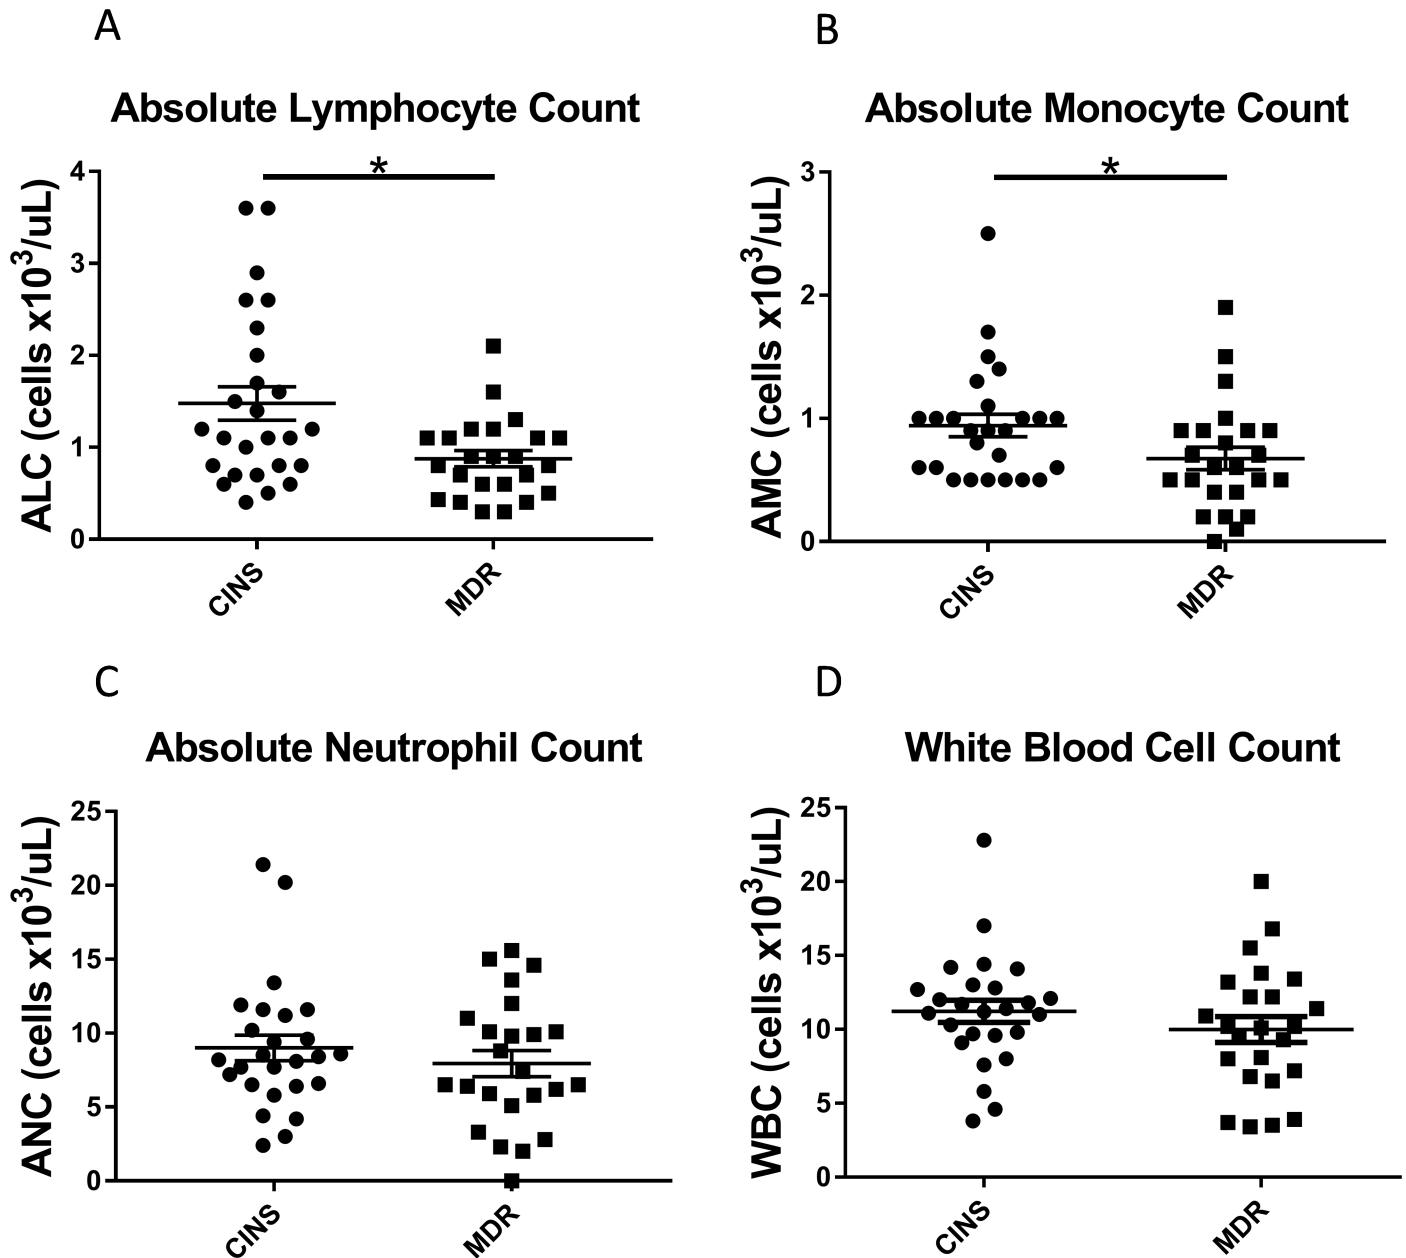 A
Absolute Lymphocyte Count
*
ALC (cells x10³/uL)
4
3
2
1
0
CINS
MDR
B
Absolute Monocyte Count
*
AMC (cells x10³/uL)
3
2
1
0
CINS
MDR
C
Absolute Neutrophil Count
ANC (cells x10³/uL)
25
20
15
10
5
0
CINS
MDR
D
White Blood Cell Count
WBC (cells x10³/uL)
25
20
15
10
5
0
CINS
MDR